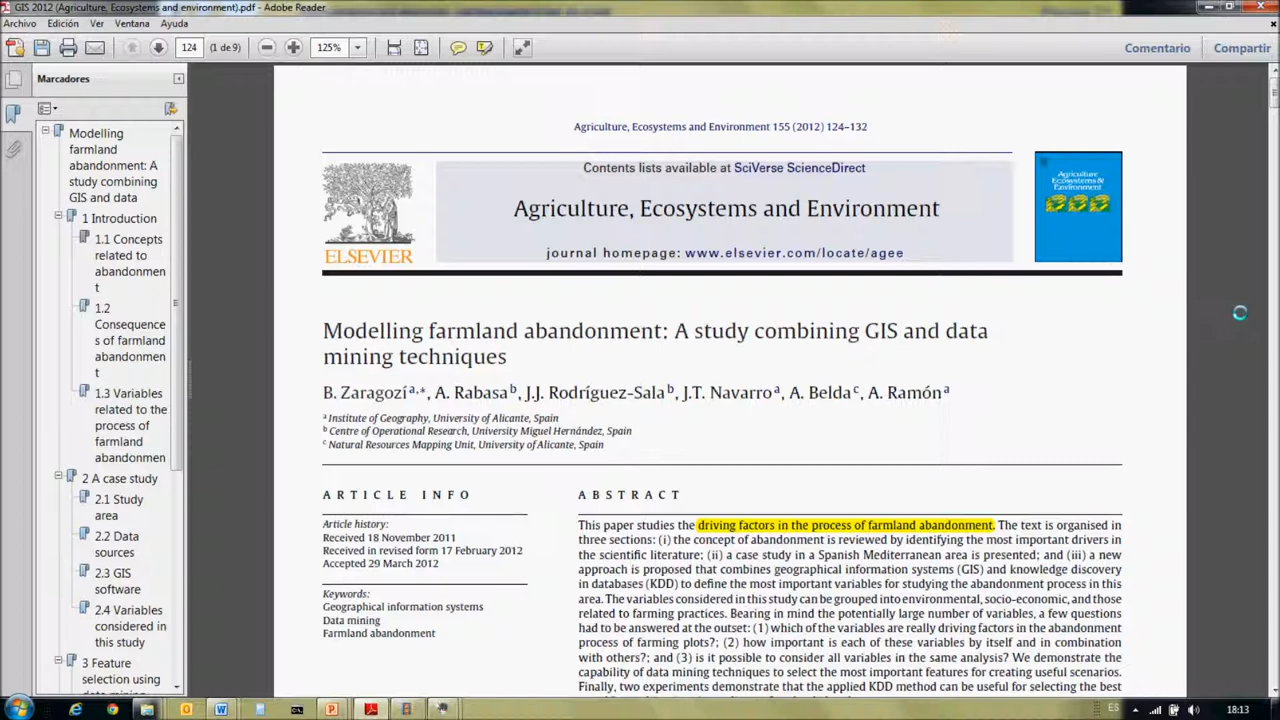 GIS 2012 (Agriculture, Ecosystems and environment).pdf - Adobe Reader
Archivo Edición Ver Ventana Ayuda
124 (1 de 9) 125% Comentario Compartir
Marcadores
Modelling
farmland
abandonment: A
study combining
GIS and data
1 Introduction
1.1 Concepts
related to
abandonmen
t
1.2
Consequence
s of farmland
abandonmen
t
1.3 Variables
related to the
process of
farmland
abandonmen
2 A case study
2.1 Study
area
2.2 Data
sources
2.3 GIS
software
2.4 Variables
considered in
this study
3 Feature
selection using
Agriculture, Ecosystems and Environment 155 (2012) 124–132
Contents lists available at SciVerse ScienceDirect
Agriculture, Ecosystems and Environment
journal homepage: www.elsevier.com/locate/agee
ELSEVIER
Agriculture
Ecosystems &
Environment
Modelling farmland abandonment: A study combining GIS and data
mining techniques
B. Zaragozí a,*, A. Rabasa b, J.J. Rodríguez-Sala b, J.T. Navarro a, A. Belda c, A. Ramón a
a Institute of Geography, University of Alicante, Spain
b Centre of Operational Research, University Miguel Hernández, Spain
c Natural Resources Mapping Unit, University of Alicante, Spain
ARTICLE INFO
Article history:
Received 18 November 2011
Received in revised form 17 February 2012
Accepted 29 March 2012
Keywords:
Geographical information systems
Data mining
Farmland abandonment
ABSTRACT
This paper studies the driving factors in the process of farmland abandonment. The text is organised in
three sections: (i) the concept of abandonment is reviewed by identifying the most important drivers in
the scientific literature; (ii) a case study in a Spanish Mediterranean area is presented; and (iii) a new
approach is proposed that combines geographical information systems (GIS) and knowledge discovery
in databases (KDD) to define the most important variables for studying the abandonment process in this
area. The variables considered in this study can be grouped into environmental, socio-economic, and those
related to farming practices. Bearing in mind the potentially large number of variables, a few questions
had to be answered at the outset: (1) which of the variables are really driving factors in the abandonment
process of farming plots?; (2) how important is each of these variables by itself and in combination
with others?; and (3) is it possible to consider all variables in the same analysis? We demonstrate the
capability of data mining techniques to select the most important features for creating useful scenarios.
Finally, two experiments demonstrate that the applied KDD method can be useful for selecting the best
ES 18:13